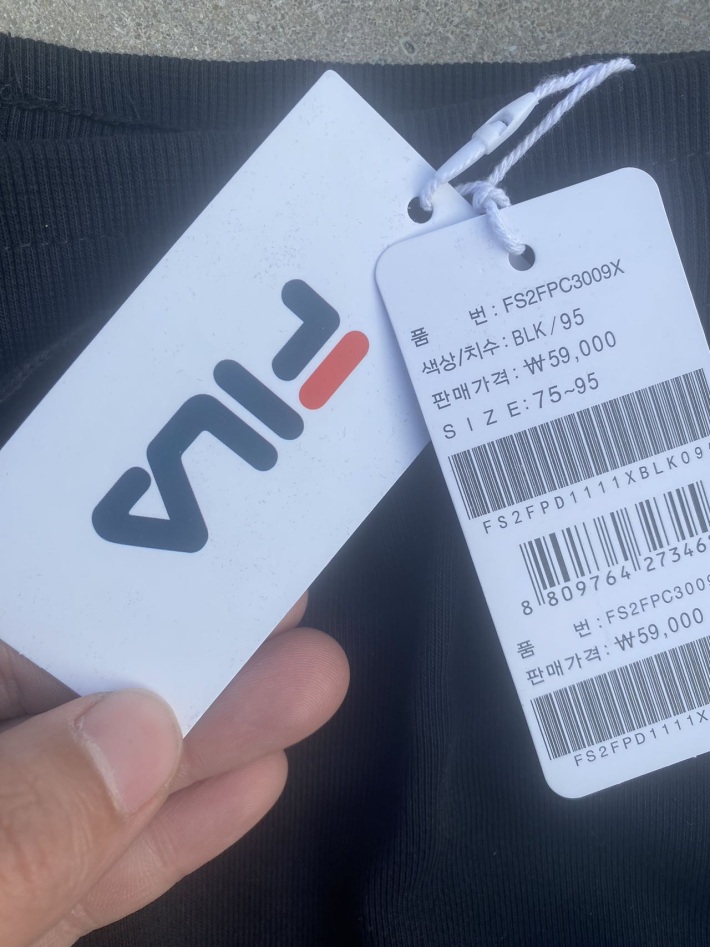 FILA
품 번 : FS2FPC3009X
색상/치수 : BLK/95
판매가격 : ₩59,000
SIZE : 75~95
FS2FPD1111XBLK09
8 809764 27346
품 번 : FS2FPC3009
판매가격 : ₩59,000
FS2FPD1111X